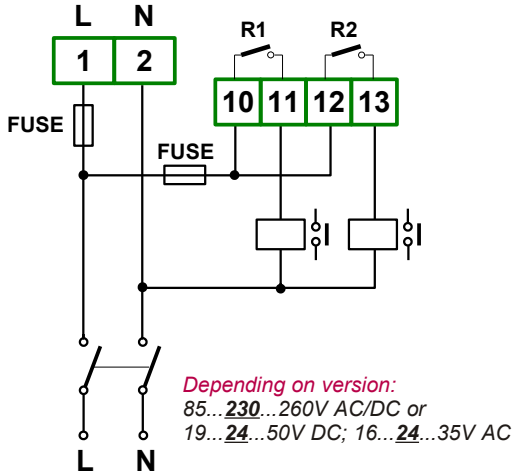 L N
R1 R2
1 2
10 11 12 13
FUSE
FUSE
Depending on version:
85...230...260V AC/DC or
19...24...50V DC; 16...24...35V AC
L N